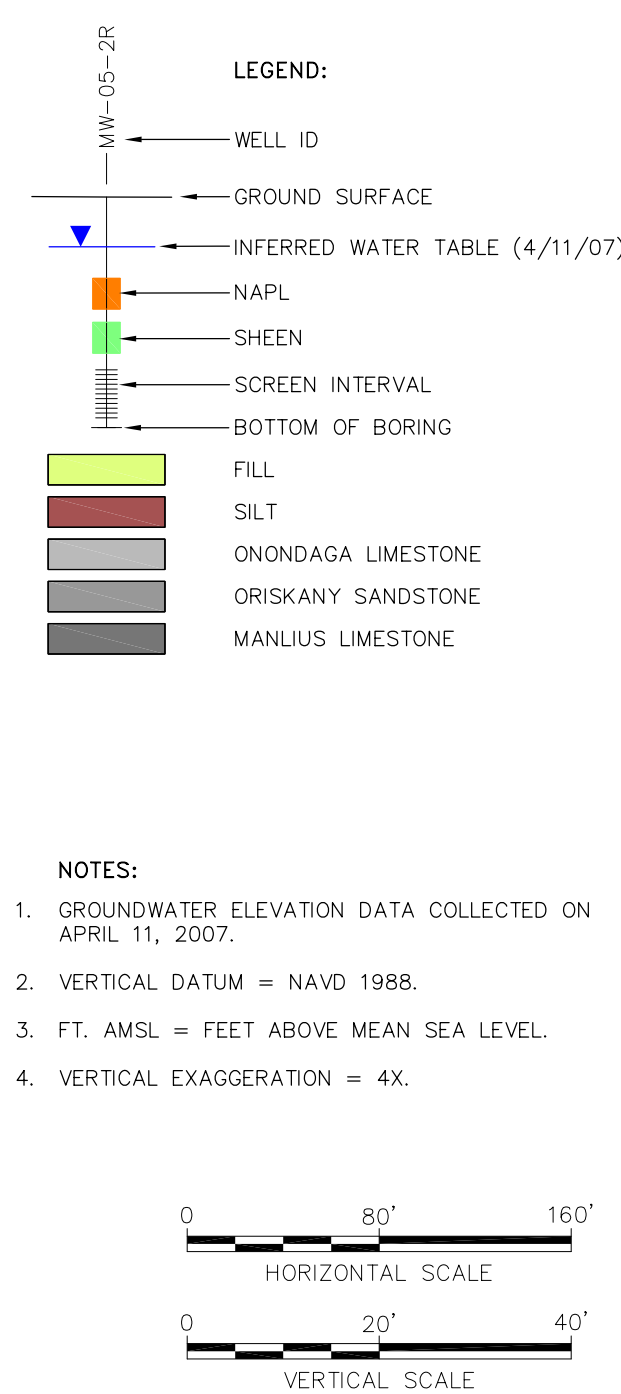 MW-05-2R
LEGEND:
WELL ID
GROUND SURFACE
INFERRED WATER TABLE (4/11/07)
NAPL
SHEEN
SCREEN INTERVAL
BOTTOM OF BORING
FILL
SILT
ONONDAGA LIMESTONE
ORISKANY SANDSTONE
MANLIUS LIMESTONE
NOTES:
1. GROUNDWATER ELEVATION DATA COLLECTED ON
APRIL 11, 2007.
2. VERTICAL DATUM = NAVD 1988.
3. FT. AMSL = FEET ABOVE MEAN SEA LEVEL.
4. VERTICAL EXAGGERATION = 4X.
0 80' 160'
HORIZONTAL SCALE
0 20' 40'
VERTICAL SCALE